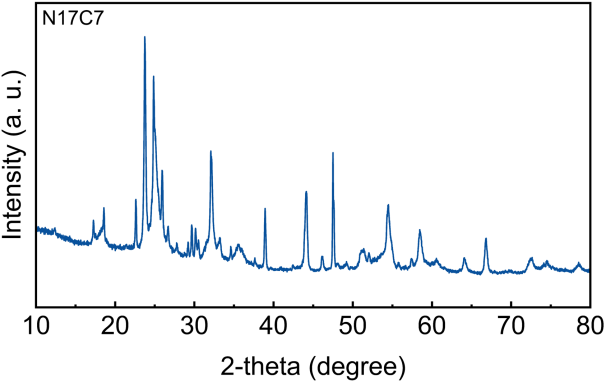 N17C7
Intensity (a. u.)
10 20 30 40 50 60 70 80
2-theta (degree)